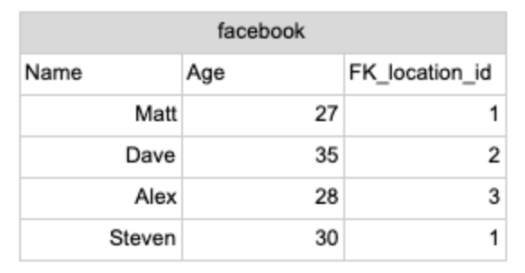 facebook
Name Age FK_location_id
Matt 27 1
Dave 35 2
Alex 28 3
Steven 30 1